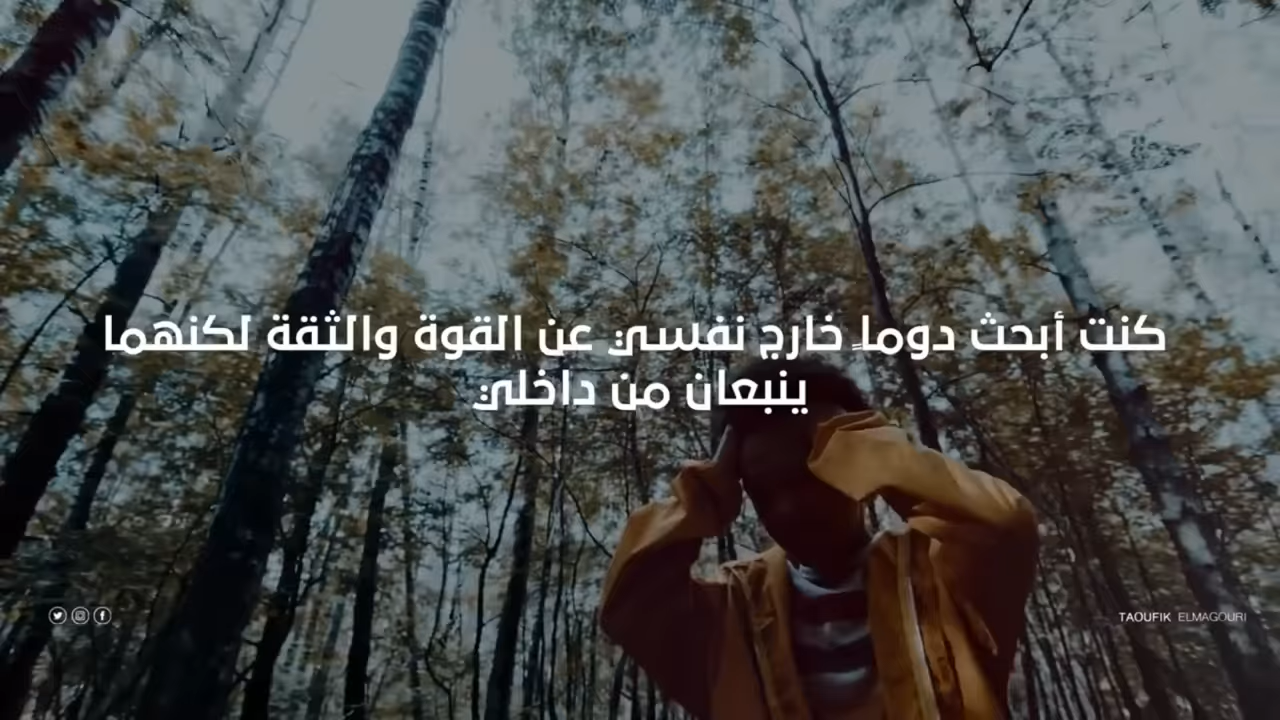 كنت أبحث دوماً خارج نفسي عن القوة والثقة لكنهما
ينبعان من داخلي
TAOUFIK ELMAGOURI